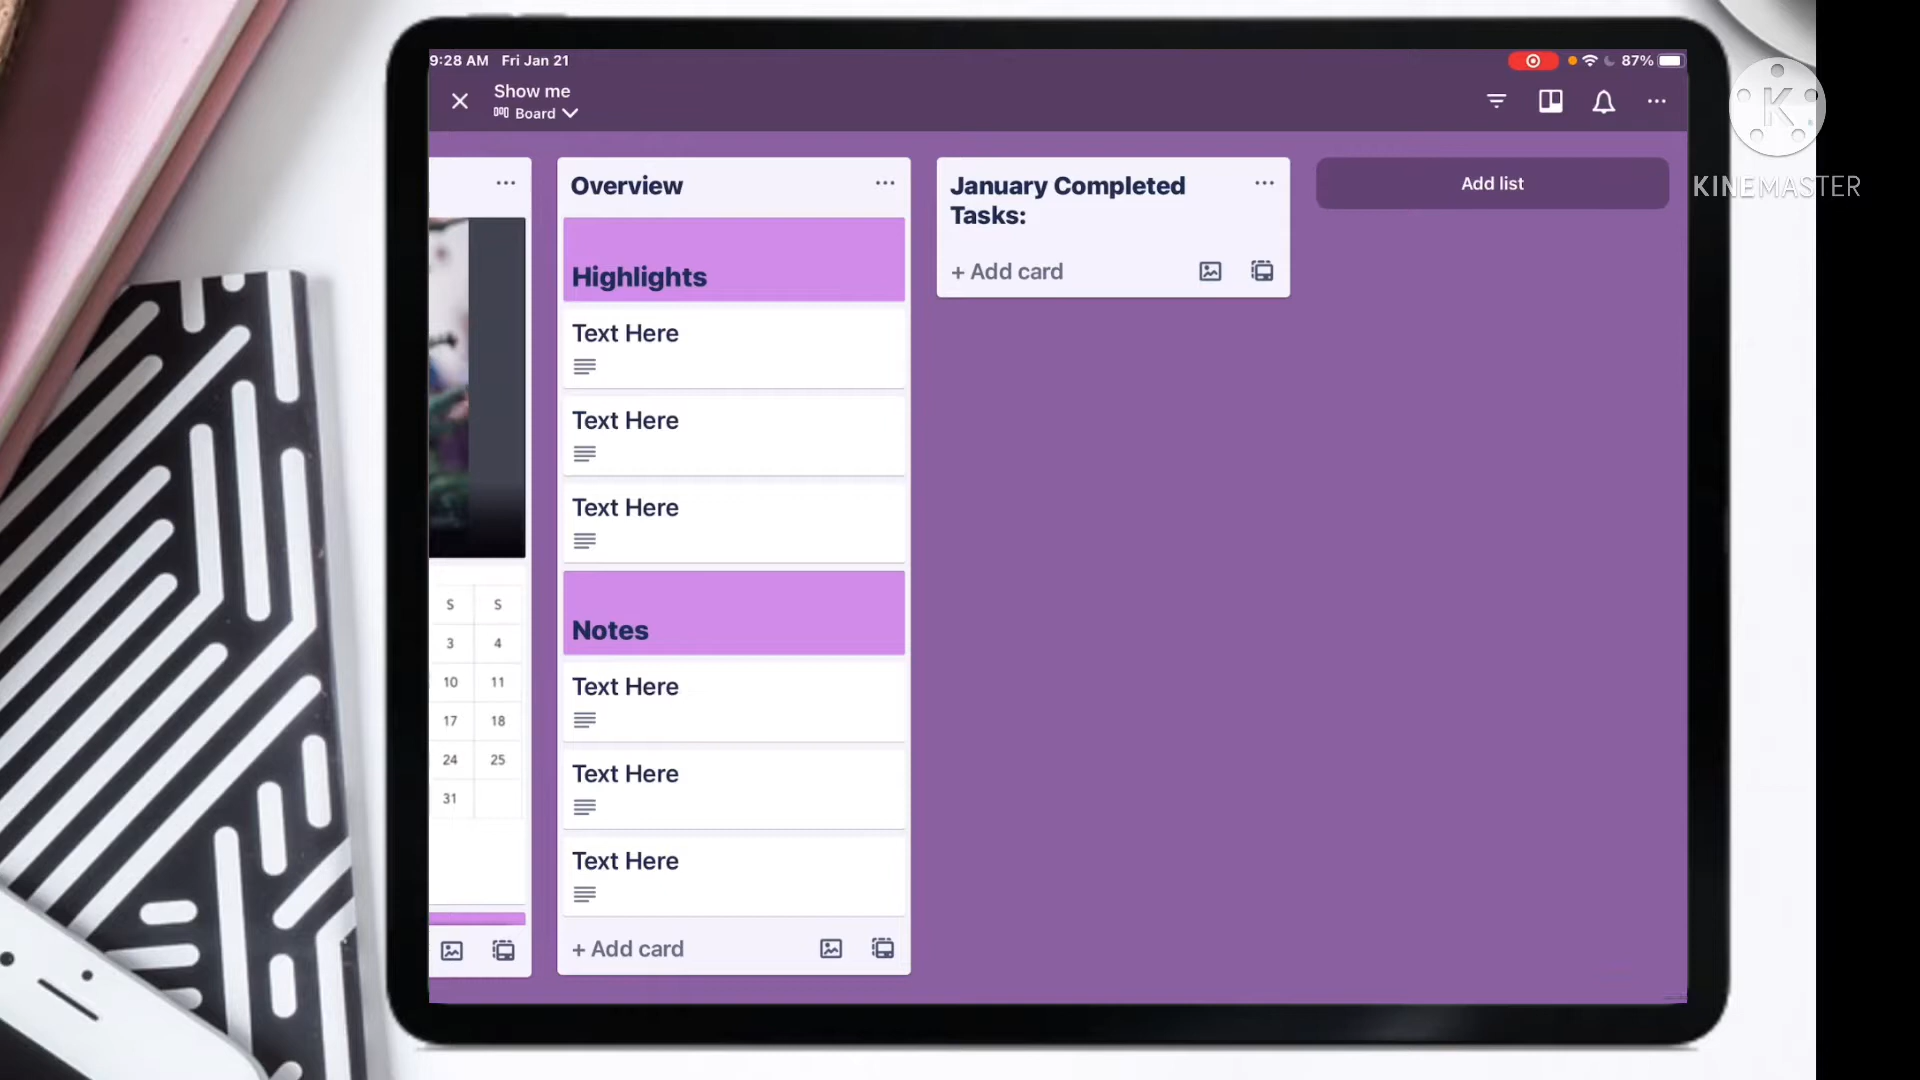 9:28 AM Fri Jan 21
87%
Show me
Board
Overview
Highlights
Text Here
Text Here
Text Here
Notes
Text Here
Text Here
Text Here
+ Add card
January Completed
Tasks:
+ Add card
Add list
S S
3 4
10 11
17 18
24 25
31
K
KINEMASTER